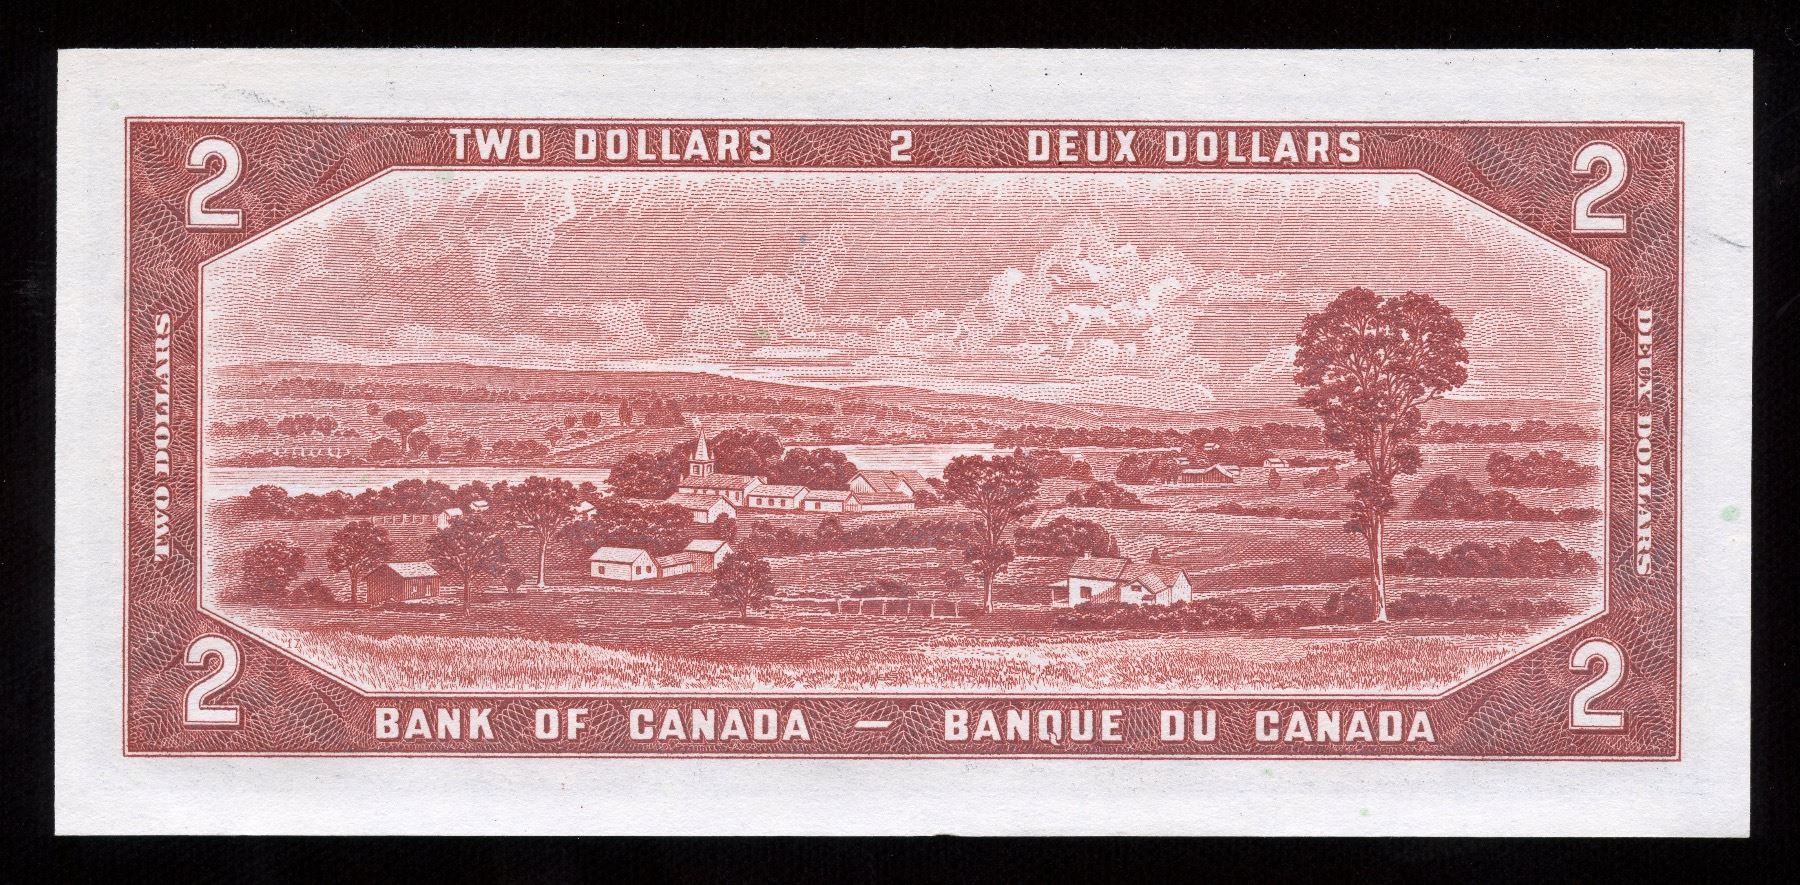 2 TWO DOLLARS 2 DEUX DOLLARS 2
TWO DOLLARS
DEUX DOLLARS
2 BANK OF CANADA — BANQUE DU CANADA 2